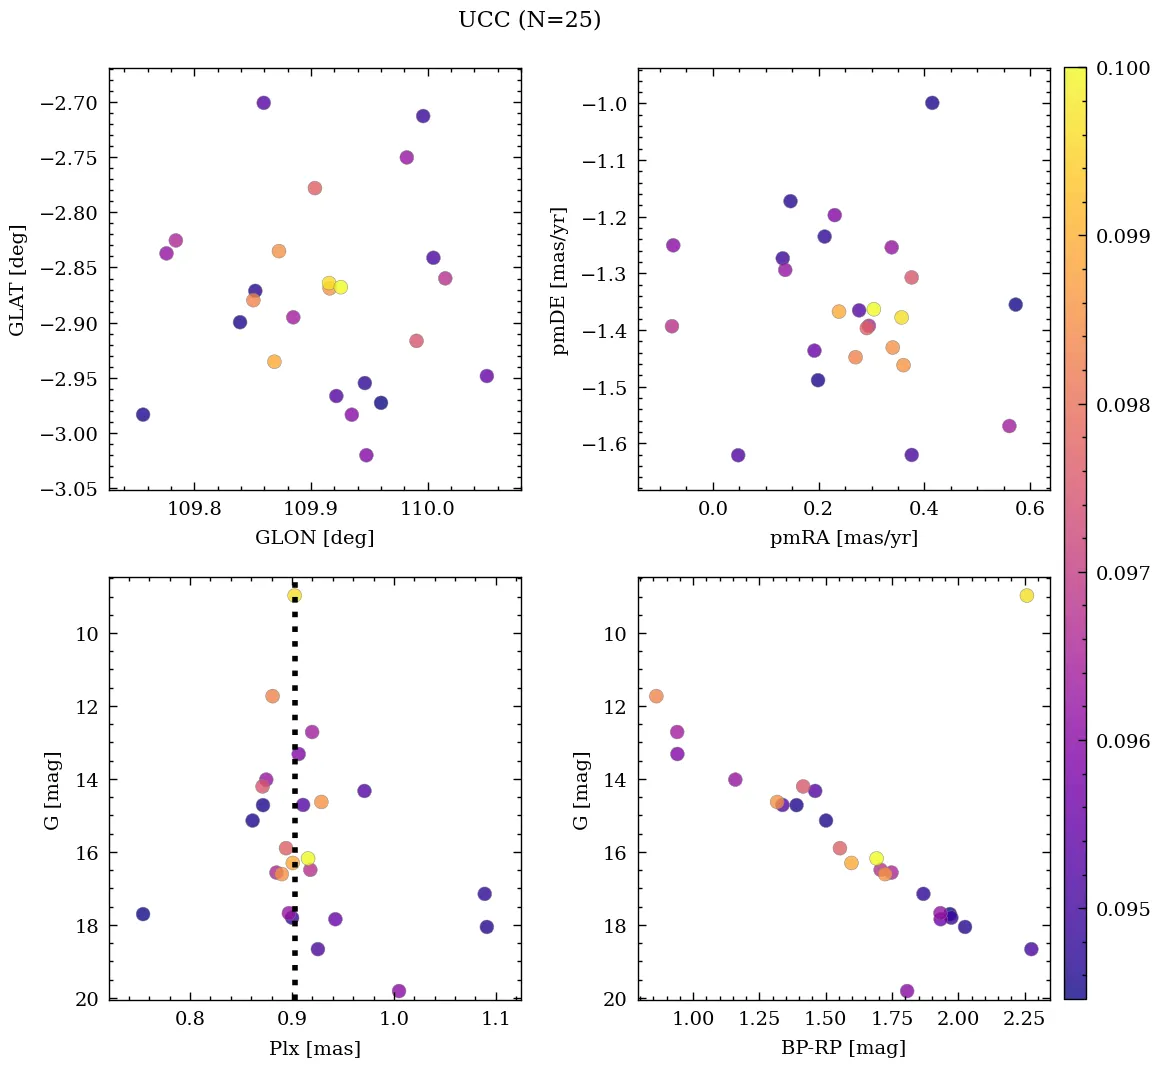 UCC (N=25)
−2.70
−2.75
−2.80
−2.85
−2.90
−2.95
−3.00
−3.05
GLAT [deg]
109.8 109.9 110.0
GLON [deg]
−1.0
−1.1
−1.2
−1.3
−1.4
−1.5
−1.6
pmDE [mas/yr]
0.0 0.2 0.4 0.6
pmRA [mas/yr]
10
12
14
16
18
20
G [mag]
0.8 0.9 1.0 1.1
Plx [mas]
10
12
14
16
18
20
G [mag]
1.00 1.25 1.50 1.75 2.00 2.25
BP-RP [mag]
0.100
0.099
0.098
0.097
0.096
0.095